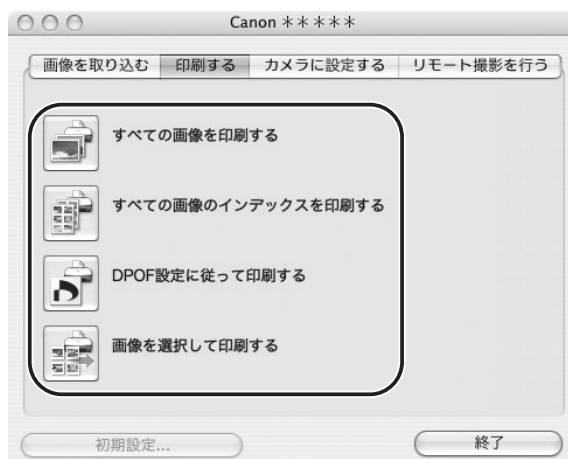 Canon ＊＊＊＊＊
画像を取り込む 印刷する カメラに設定する リモート撮影を行う
すべての画像を印刷する
すべての画像のインデックスを印刷する
DPOF設定に従って印刷する
画像を選択して印刷する
初期設定... 終了